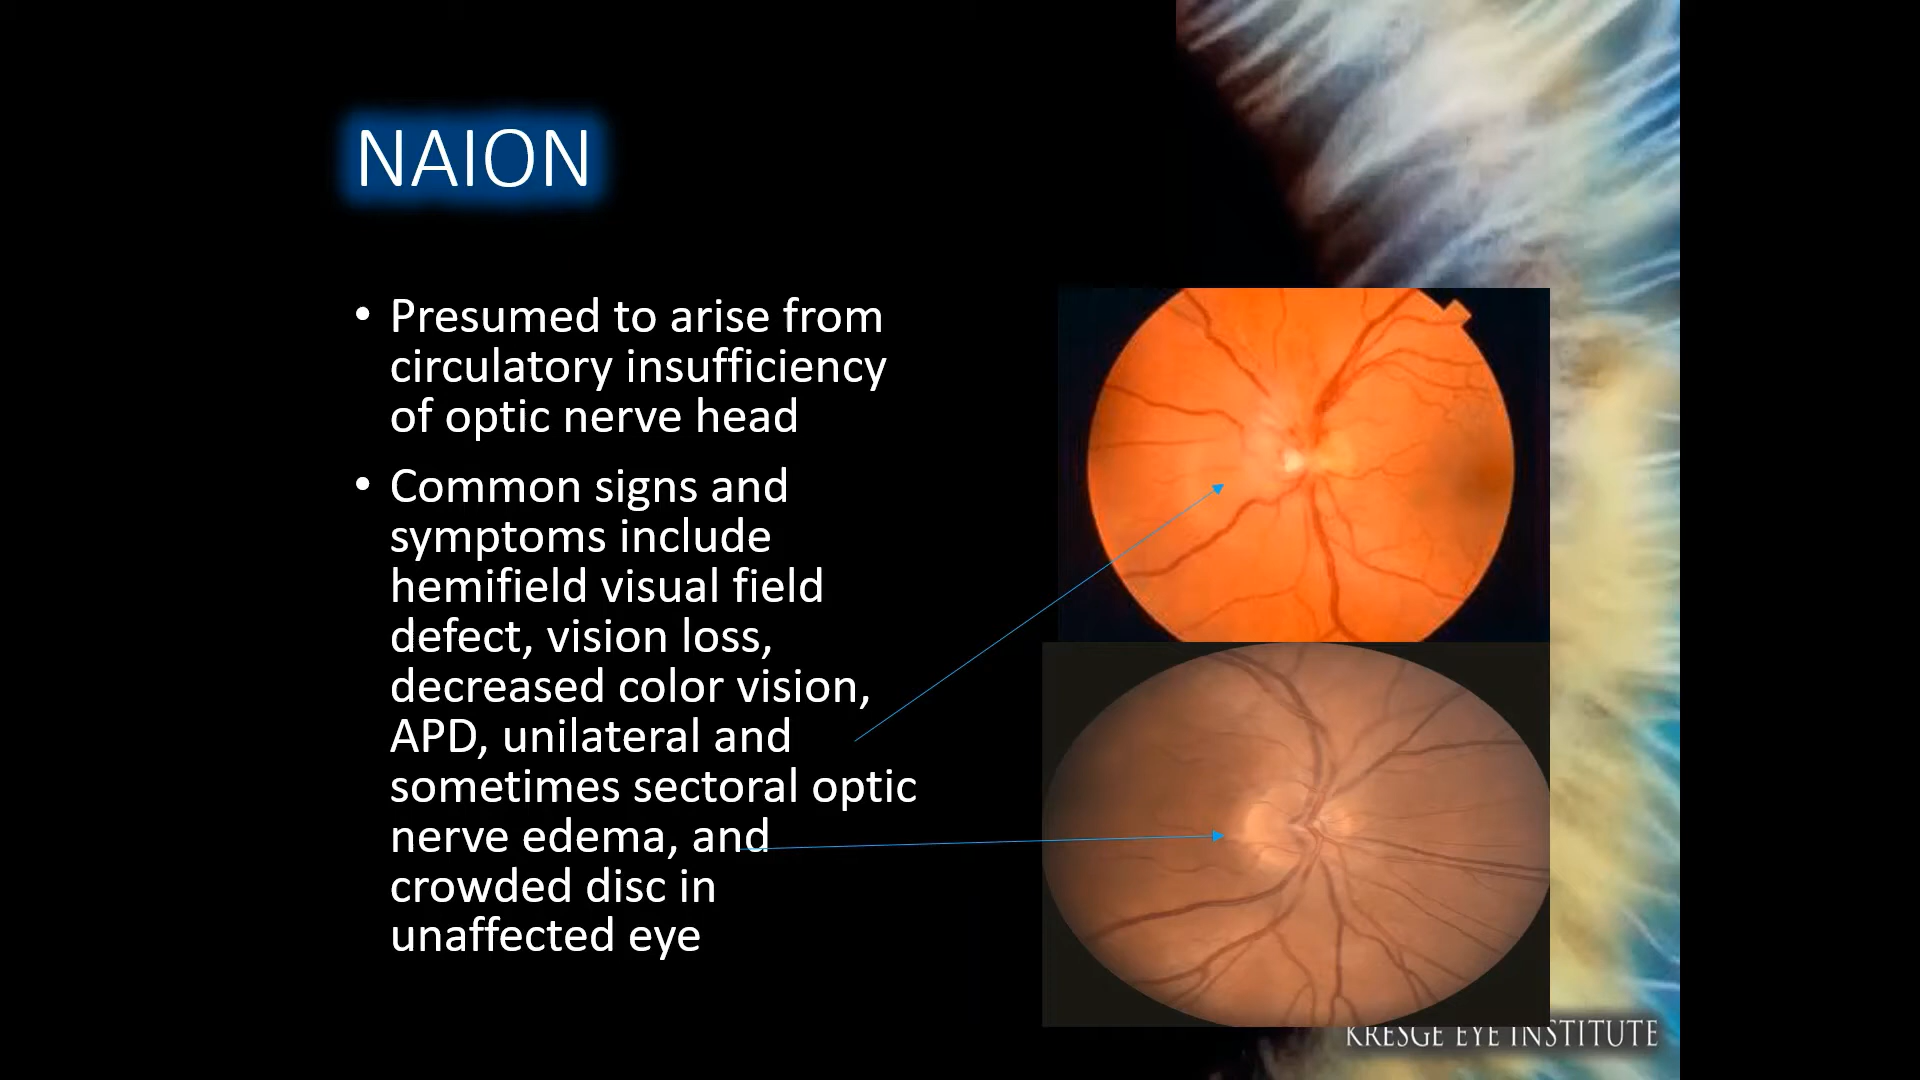 NAION
• Presumed to arise from
circulatory insufficiency
of optic nerve head
• Common signs and
symptoms include
hemifield visual field
defect, vision loss,
decreased color vision,
APD, unilateral and
sometimes sectoral optic
nerve edema, and
crowded disc in
unaffected eye
KRESGE EYE INSTITUTE